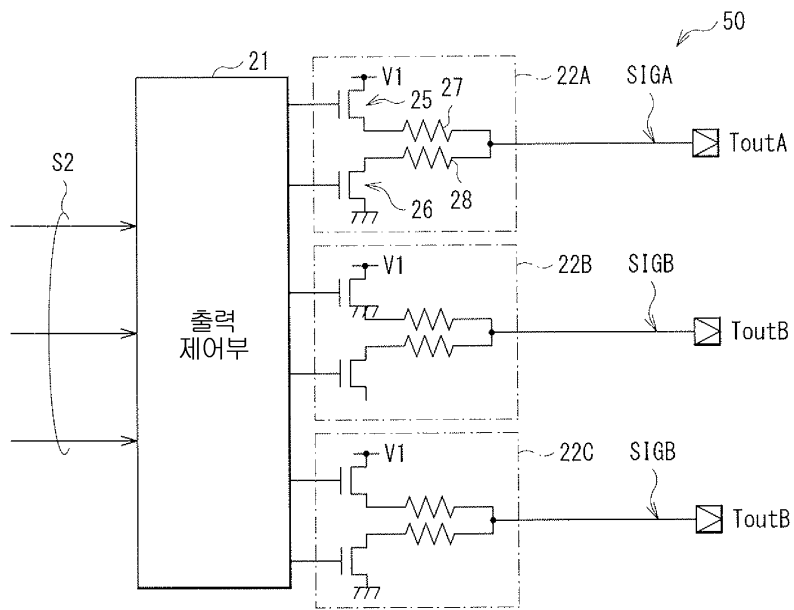 50
21
V1
25
27
22A
SIGA
ToutA
S2
26
28
V1
22B
SIGB
ToutB
출력
제어부
V1
22C
SIGB
ToutB